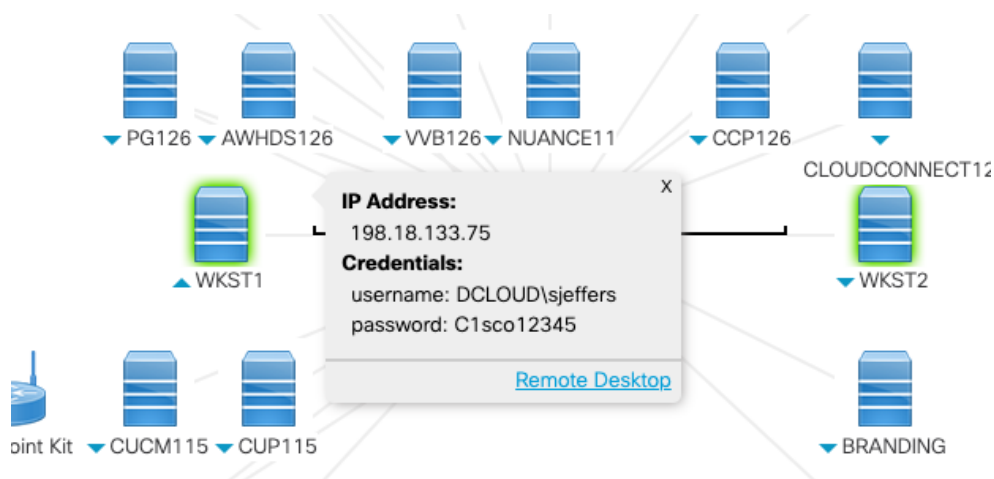 PG126
AWHDS126
VVB126
NUANCE11
CCP126
CLOUDCONNECT12
X
IP Address:
198.18.133.75
Credentials:
username: DCLOUD\sjeffers
password: C1sco12345
Remote Desktop
WKST1
WKST2
oint Kit
CUCM115
CUP115
BRANDING